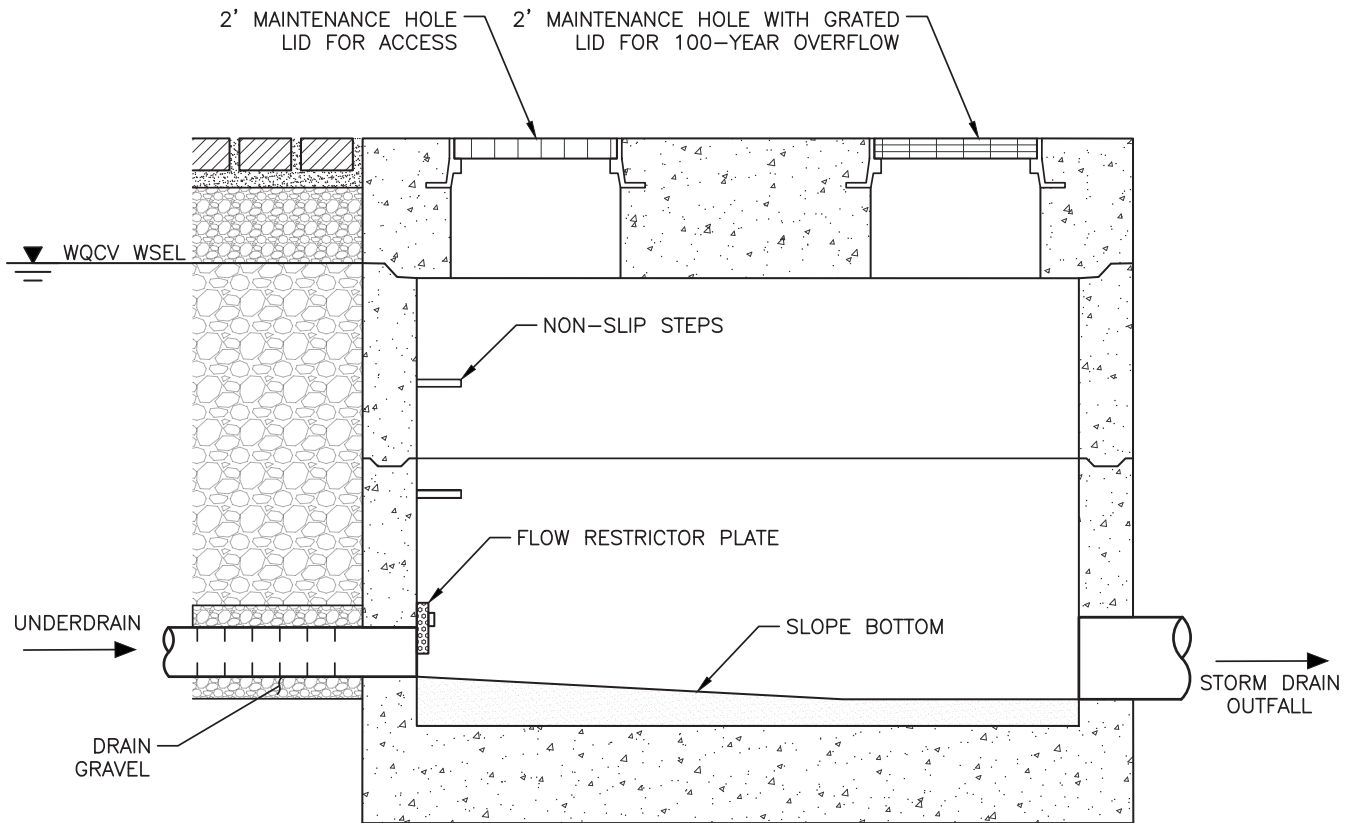 2’ MAINTENANCE HOLE
LID FOR ACCESS
2’ MAINTENANCE HOLE WITH GRATED
LID FOR 100-YEAR OVERFLOW
WQCV WSEL
NON-SLIP STEPS
FLOW RESTRICTOR PLATE
UNDERDRAIN
SLOPE BOTTOM
STORM DRAIN
OUTFALL
DRAIN
GRAVEL